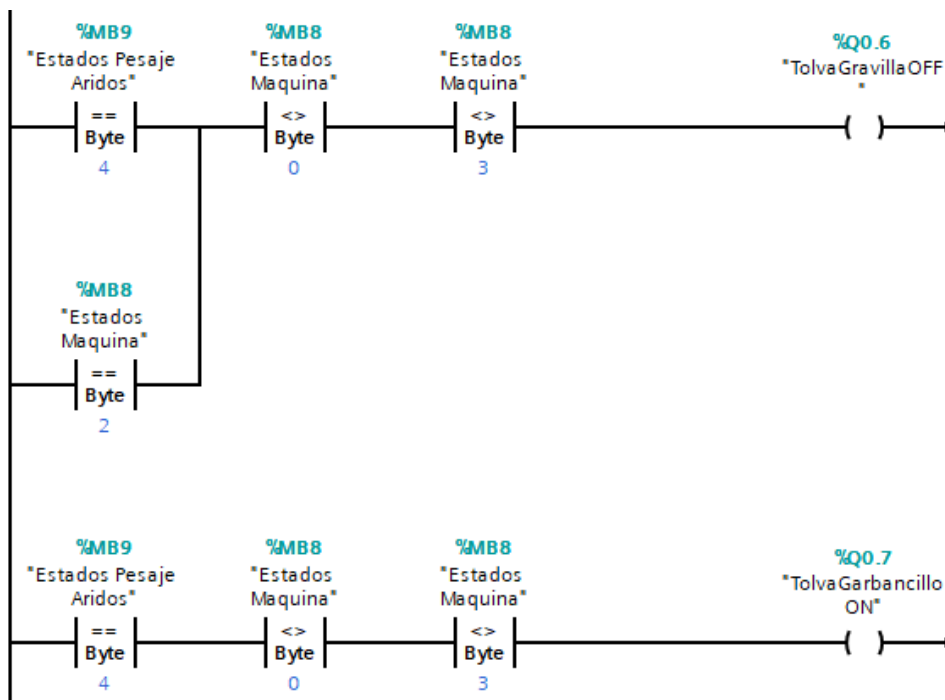 %MB9
"Estados Pesaje
Aridos"
==
Byte
4
%MB8
"Estados
Maquina"
<>
Byte
0
%MB8
"Estados
Maquina"
<>
Byte
3
%Q0.6
"TolvaGravillaOFF
"
( )
%MB8
"Estados
Maquina"
==
Byte
2
%MB9
"Estados Pesaje
Aridos"
==
Byte
4
%MB8
"Estados
Maquina"
<>
Byte
0
%MB8
"Estados
Maquina"
<>
Byte
3
%Q0.7
"TolvaGarbancillo
ON"
( )